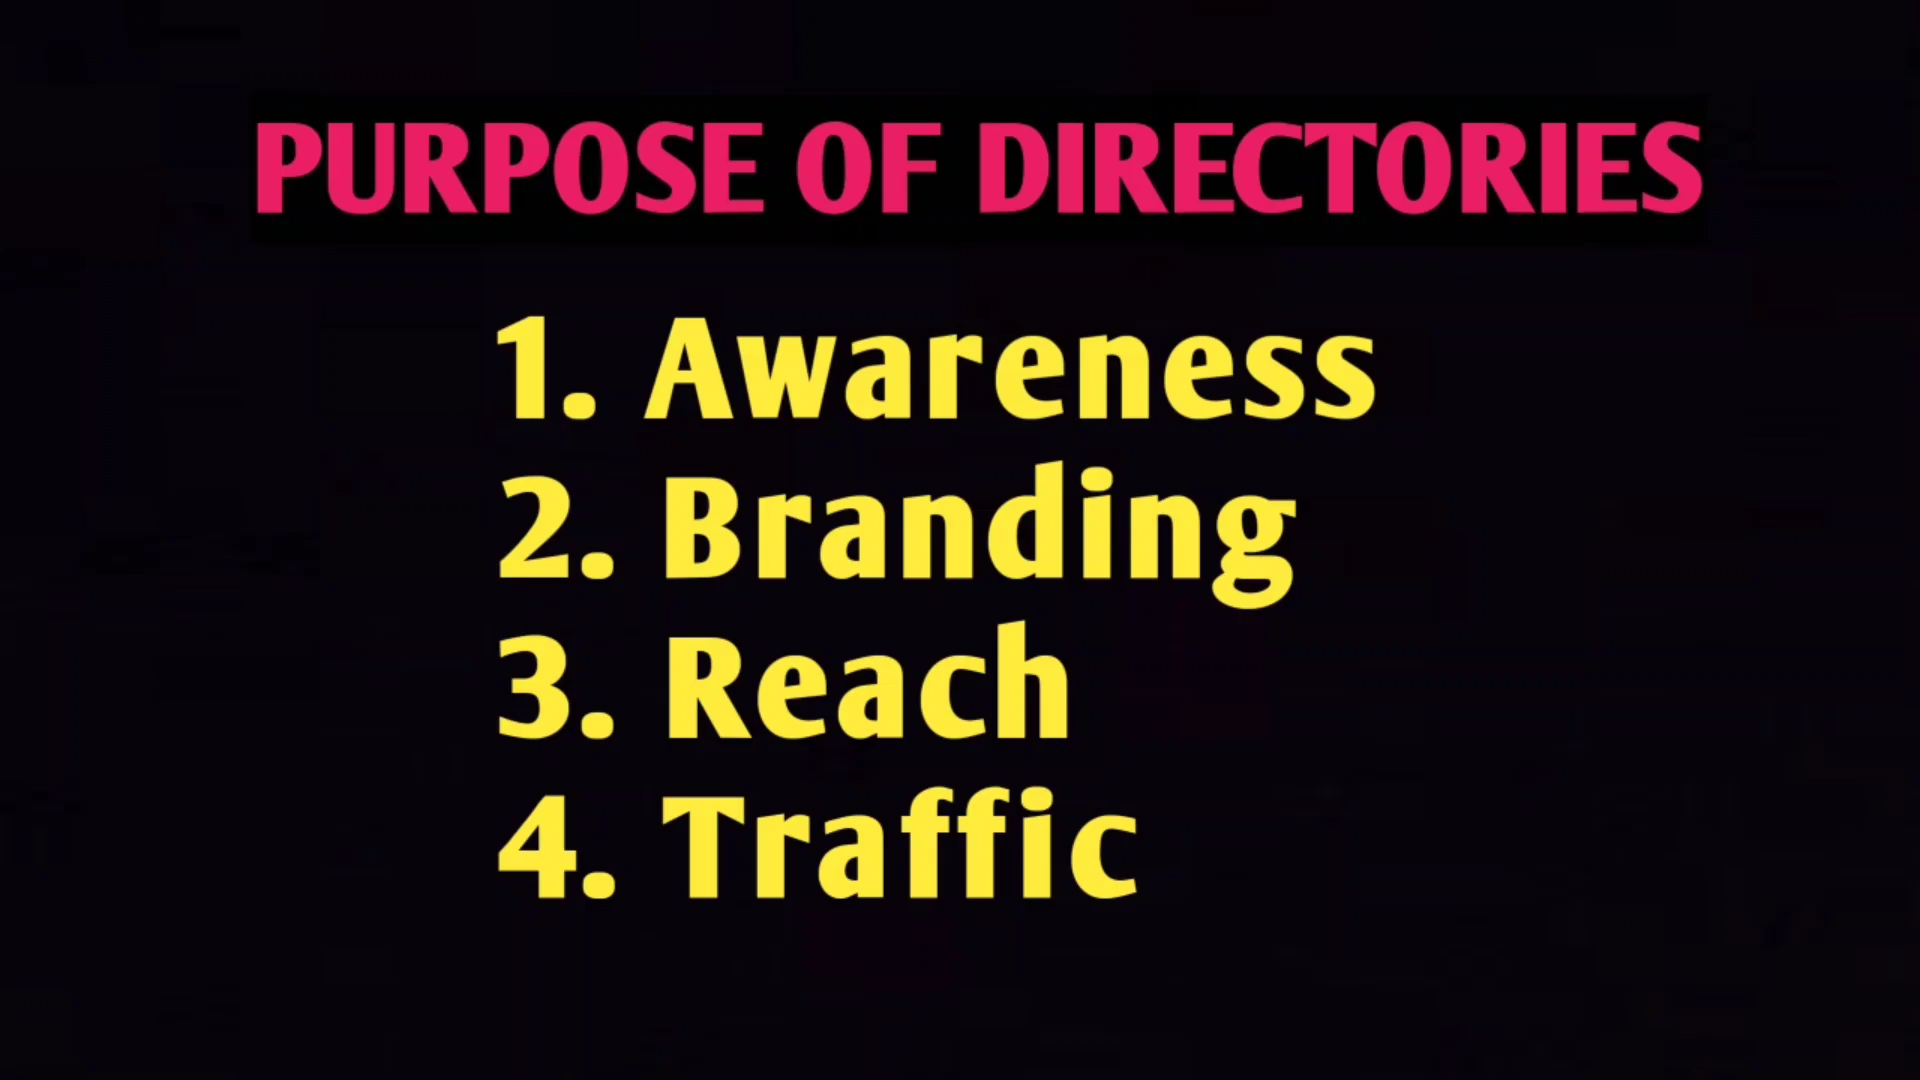 PURPOSE OF DIRECTORIES
1. Awareness
2. Branding
3. Reach
4. Traffic